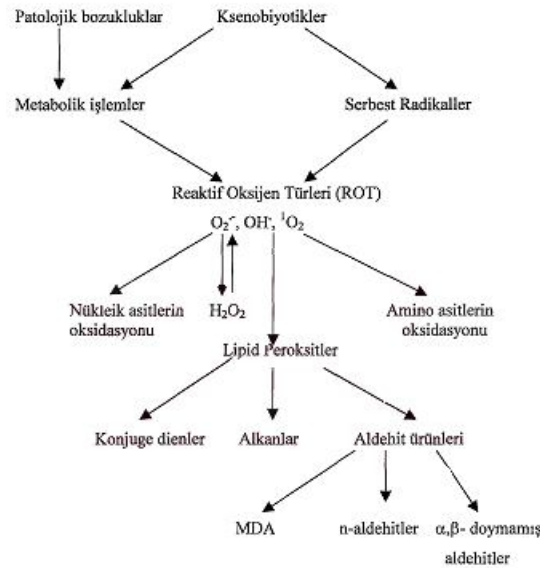 Patolojik bozukluklar Ksenobiyotikler
Metabolik işlemler Serbest Radikaller
Reaktif Oksijen Türleri (ROT)
O₂⁻, OH·, ¹O₂
Nükleik asitlerin H₂O₂ Amino asitlerin
oksidasyonu oksidasyonu
Lipid Peroksitler
Konjuge dienler Alkanlar Aldehit ürünleri
MDA n-aldehitler α,β- doymamış
aldehitler